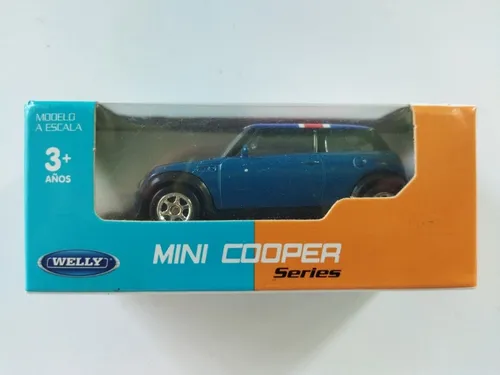 MODELO
A ESCALA
3+
AÑOS
WELLY
MINI COOPER
Series